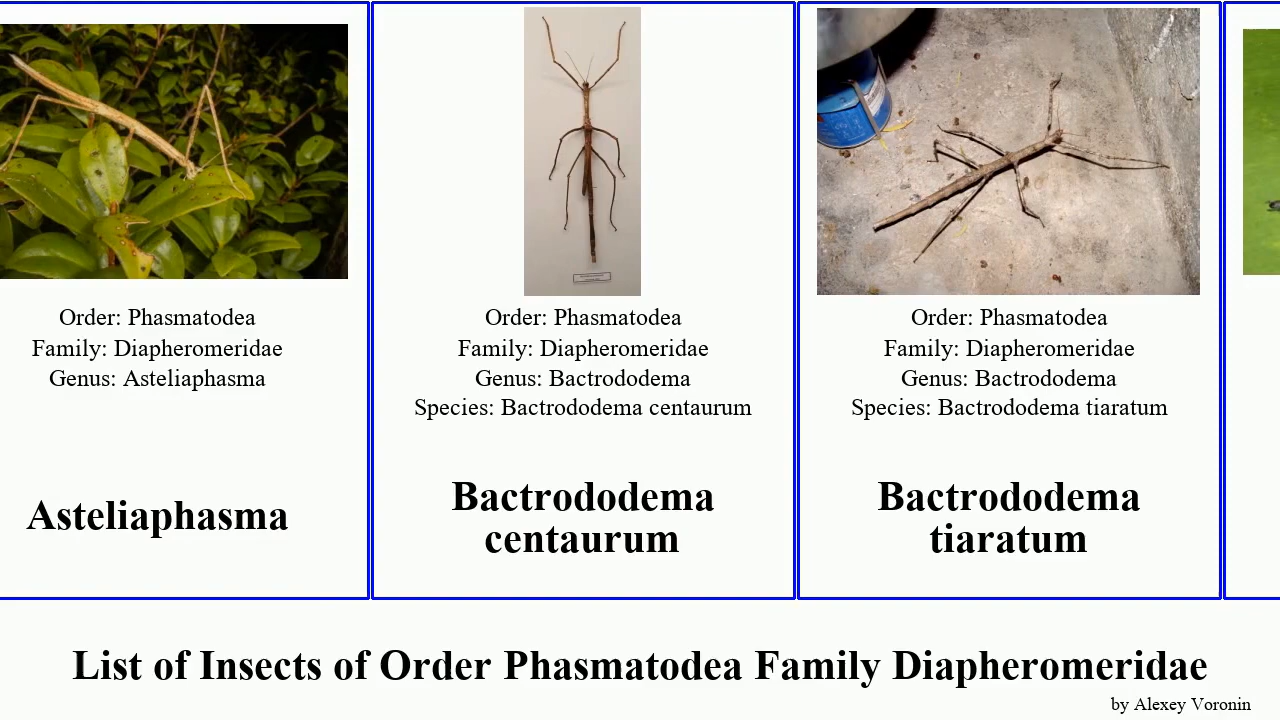 Order: Phasmatodea
Family: Diapheromeridae
Genus: Asteliaphasma
Asteliaphasma
Order: Phasmatodea
Family: Diapheromeridae
Genus: Bactrododema
Species: Bactrododema centaurum
Bactrododema
centaurum
Order: Phasmatodea
Family: Diapheromeridae
Genus: Bactrododema
Species: Bactrododema tiaratum
Bactrododema
tiaratum
List of Insects of Order Phasmatodea Family Diapheromeridae
by Alexey Voronin